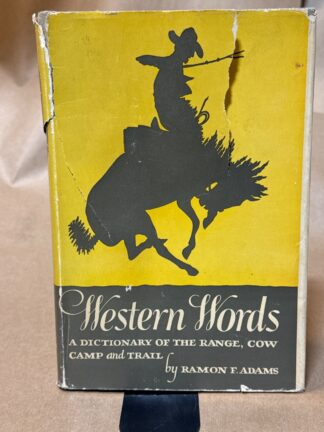 Western Words
A DICTIONARY OF THE RANGE, COW
CAMP and TRAIL
by RAMON F. ADAMS